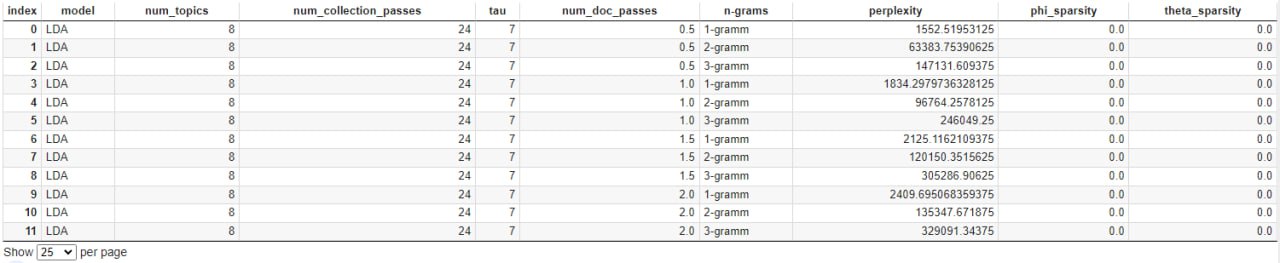 index model num_topics num_collection_passes tau num_doc_passes n-grams perplexity phi_sparsity theta_sparsity
0 LDA 8 24 7 0.5 1-gramm 1552.51953125 0.0 0.0
1 LDA 8 24 7 0.5 2-gramm 63383.75390625 0.0 0.0
2 LDA 8 24 7 0.5 3-gramm 147131.609375 0.0 0.0
3 LDA 8 24 7 1.0 1-gramm 1834.2979736328125 0.0 0.0
4 LDA 8 24 7 1.0 2-gramm 96764.2578125 0.0 0.0
5 LDA 8 24 7 1.0 3-gramm 246049.25 0.0 0.0
6 LDA 8 24 7 1.5 1-gramm 2125.1162109375 0.0 0.0
7 LDA 8 24 7 1.5 2-gramm 120150.3515625 0.0 0.0
8 LDA 8 24 7 1.5 3-gramm 305286.90625 0.0 0.0
9 LDA 8 24 7 2.0 1-gramm 2409.695068359375 0.0 0.0
10 LDA 8 24 7 2.0 2-gramm 135347.671875 0.0 0.0
11 LDA 8 24 7 2.0 3-gramm 329091.34375 0.0 0.0
Show 25 per page